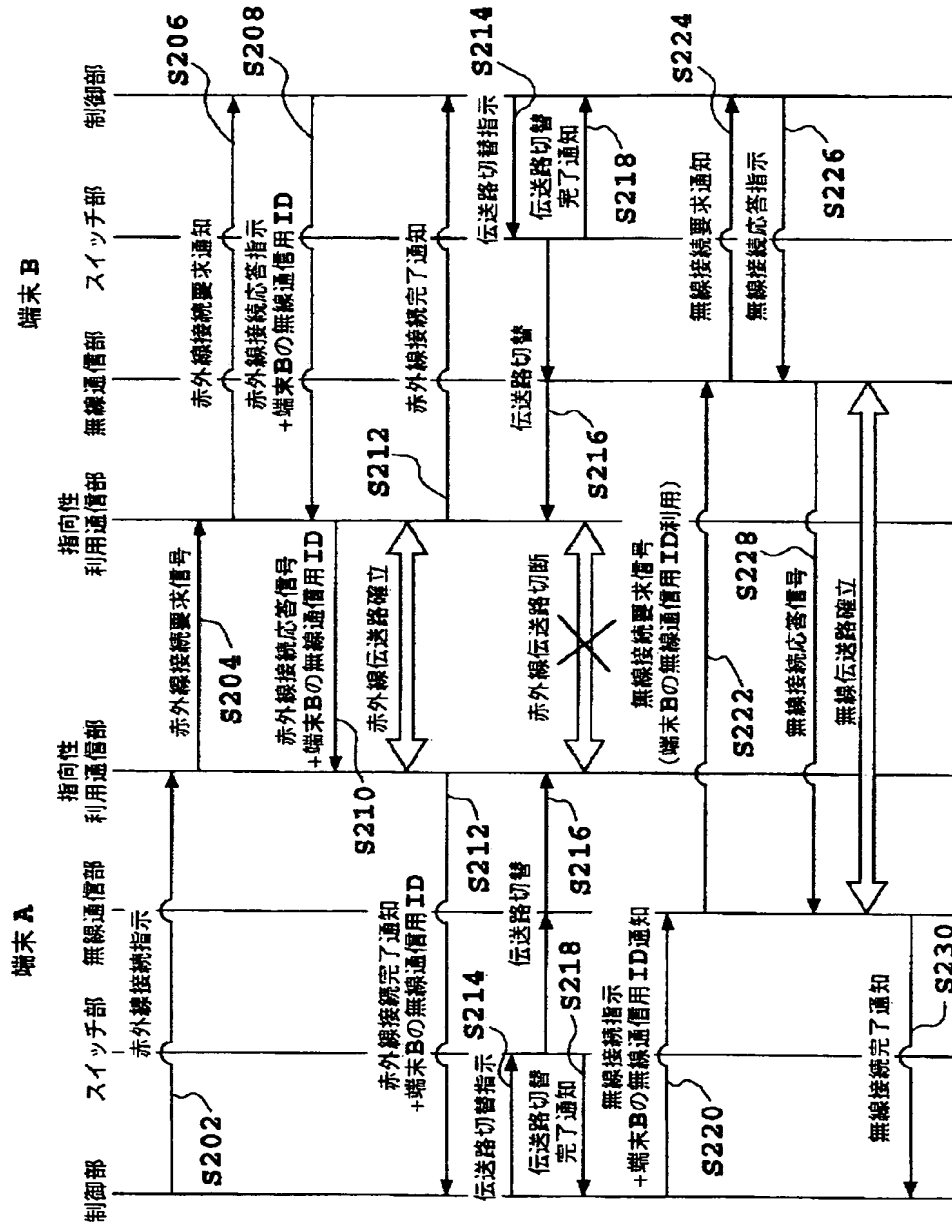 端末A
端末B
制御部
スイッチ部
無線通信部
指向性
利用通信部
指向性
利用通信部
無線通信部
スイッチ部
制御部
赤外線接続指示
S202
赤外線接続要求信号
S204
赤外線接続要求通知
S206
赤外線接続応答指示
+端末Bの無線通信用ID
S208
赤外線接続応答信号
+端末Bの無線通信用ID
S210
赤外線伝送路確立
赤外線接続完了通知
+端末Bの無線通信用ID
S212
赤外線接続完了通知
S212
伝送路切替指示
S214
伝送路切替指示
S214
伝送路切替
S216
伝送路切替
S216
伝送路切替
完了通知
S218
伝送路切替
完了通知
S218
赤外線伝送路切断
無線接続指示
+端末Bの無線通信用ID通知
S220
無線接続要求信号
(端末Bの無線通信用ID利用)
S222
無線接続要求通知
S224
無線接続応答指示
S226
無線接続応答信号
S228
無線伝送路確立
無線接続完了通知
S230